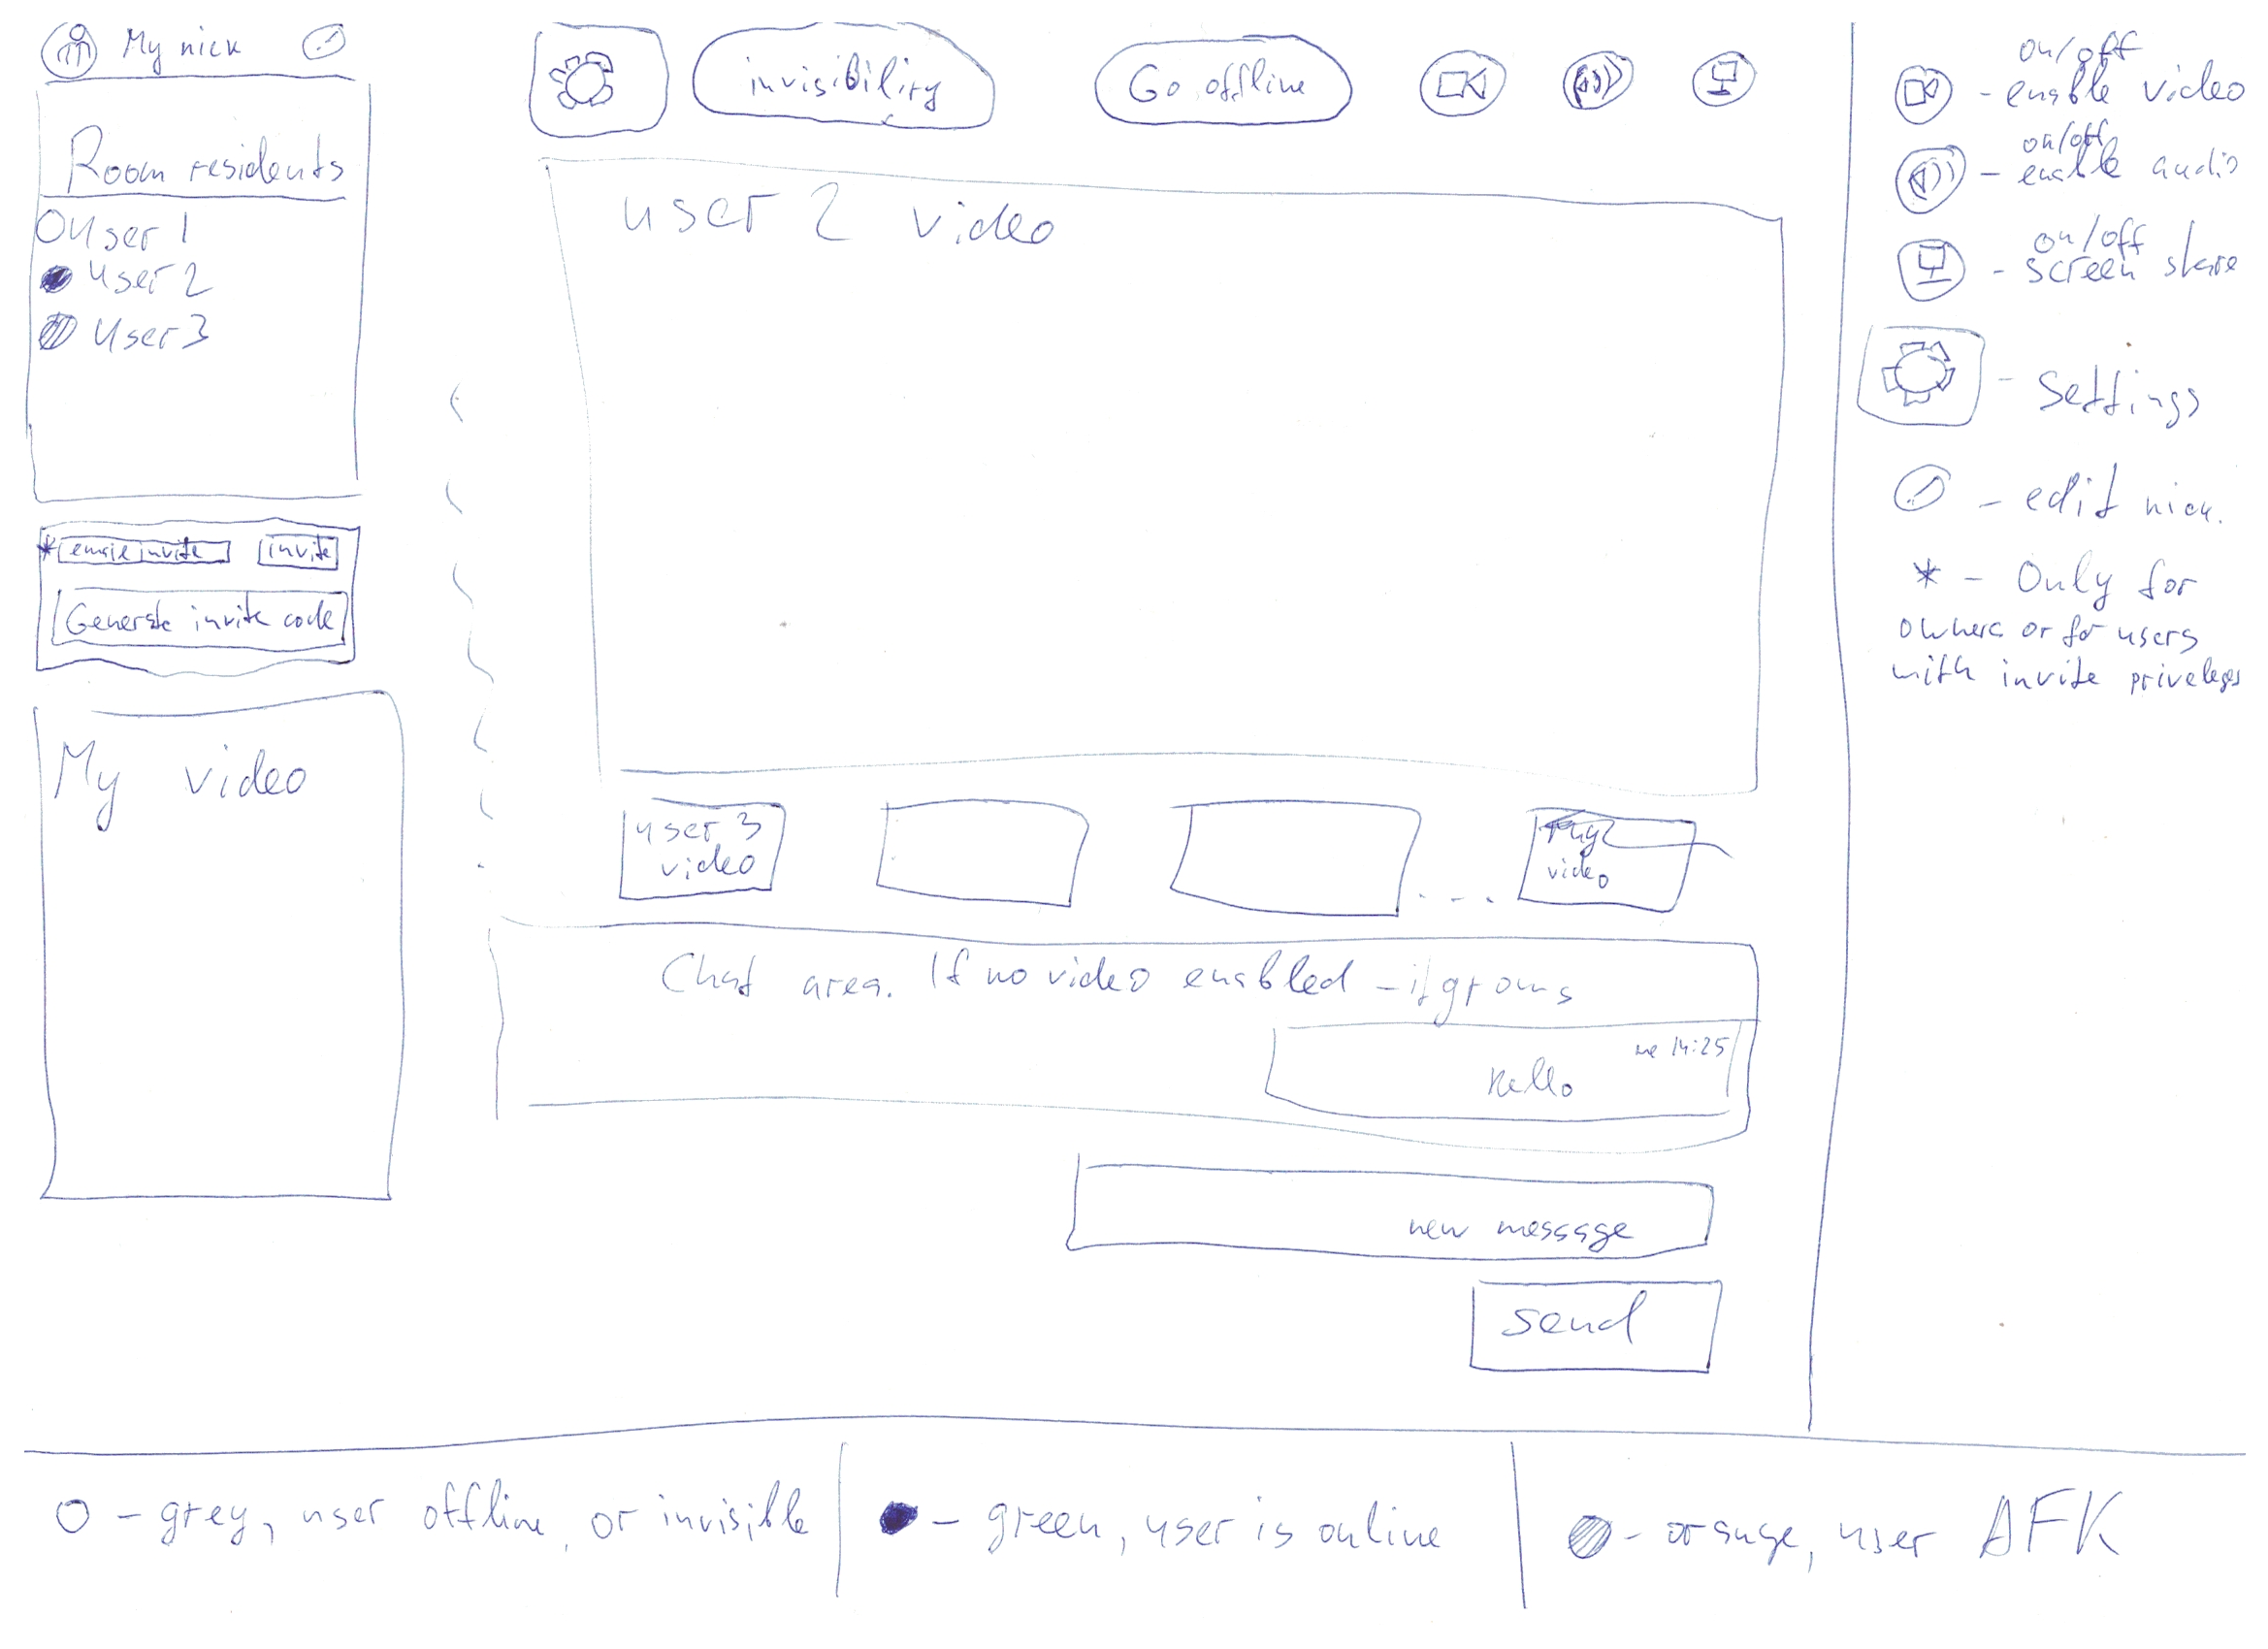 My nick
Room residents
user 1
user 2
user 3
* email invite
invite
Generate invite code
My video
invisibility
Go offline
user 2 video
user 3
video
My
video
. . .
Chat area. If no video enabled - it grows
me 14:25
Hello
new message
send
on/off
- enable video
on/off
- enable audio
on/off
- screen share
- Settings
- edit nick.
* - Only for
owners or for users
with invite priveleges
- grey, user offline, or invisible
- green, user is online
- orange, user AFK